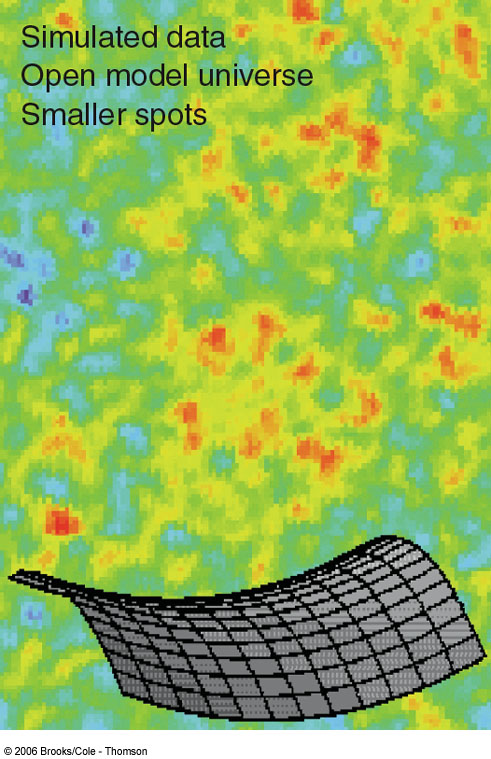 Simulated data
Open model universe
Smaller spots
© 2006 Brooks/Cole - Thomson